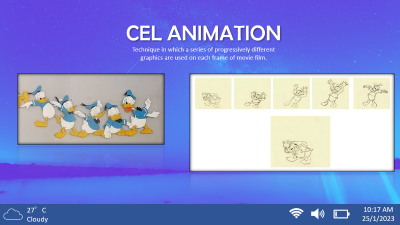 CEL ANIMATION
Technique in which a series of progressively different
graphics are used on each frame of movie film.
27° C
Cloudy
10:17 AM
25/1/2023